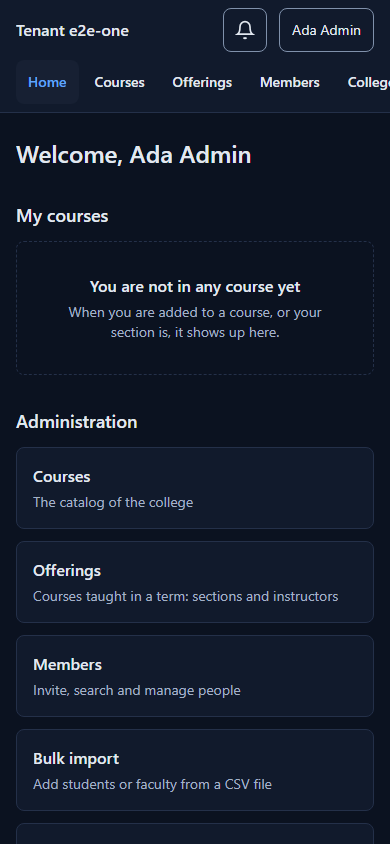 Tenant e2e-one
Ada Admin
Home Courses Offerings Members
Welcome, Ada Admin
My courses
You are not in any course yet
When you are added to a course, or your
section is, it shows up here.
Administration
Courses
The catalog of the college
Offerings
Courses taught in a term: sections and instructors
Members
Invite, search and manage people
Bulk import
Add students or faculty from a CSV file